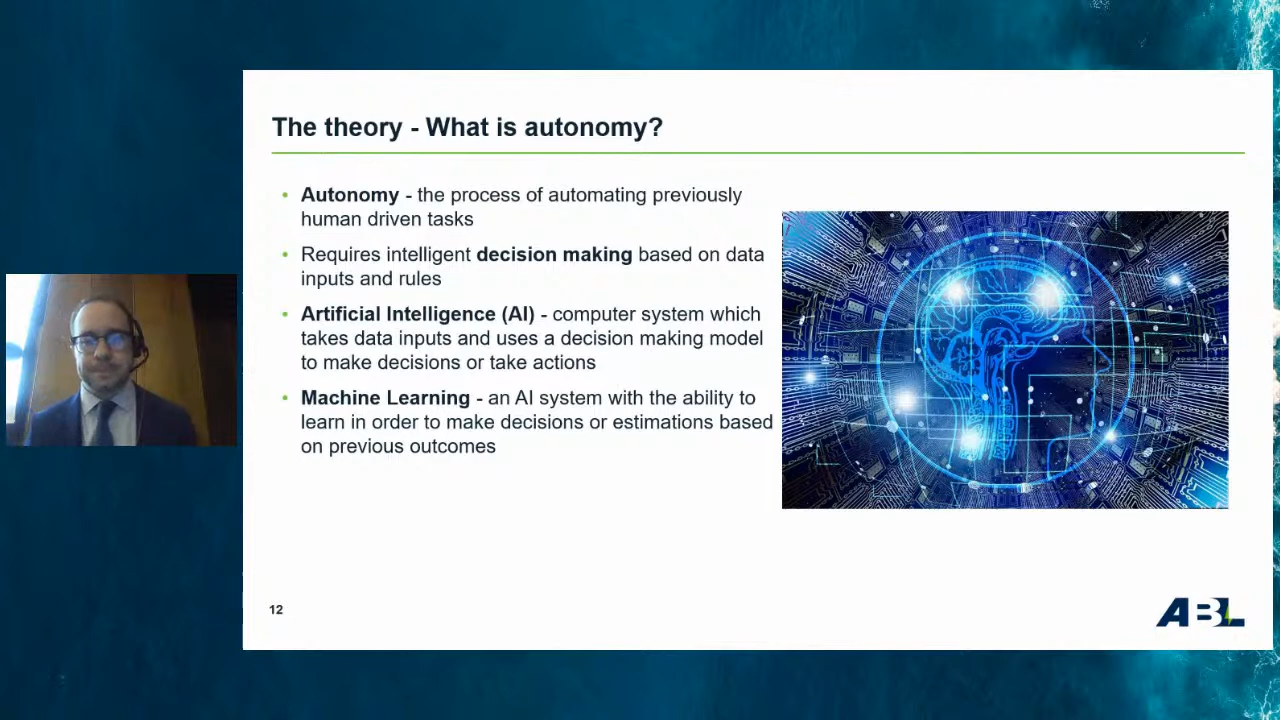 The theory - What is autonomy?
• Autonomy - the process of automating previously
human driven tasks
• Requires intelligent decision making based on data
inputs and rules
• Artificial Intelligence (AI) - computer system which
takes data inputs and uses a decision making model
to make decisions or take actions
• Machine Learning - an AI system with the ability to
learn in order to make decisions or estimations based
on previous outcomes
12
ABL